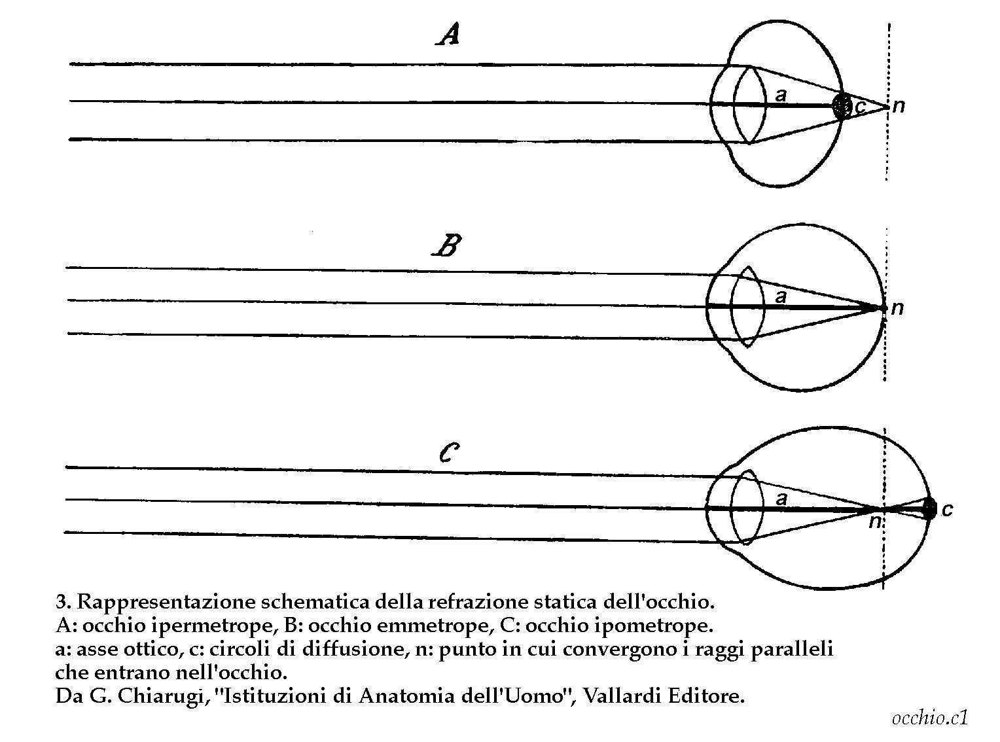 A
a
c
n
B
a
n
C
a
n
c
3. Rappresentazione schematica della refrazione statica dell'occhio.
A: occhio ipermetrope, B: occhio emmetrope, C: occhio ipometrope.
a: asse ottico, c: circoli di diffusione, n: punto in cui convergono i raggi paralleli
che entrano nell'occhio.
Da G. Chiarugi, "Istituzioni di Anatomia dell'Uomo", Vallardi Editore.
occhio.c1